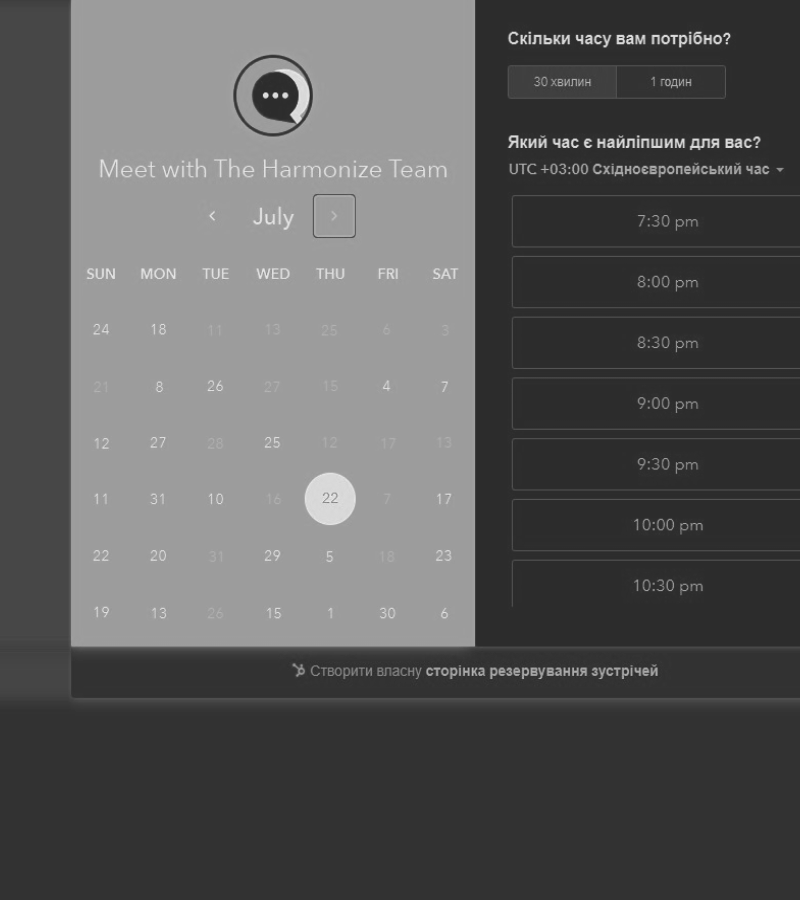 Meet with The Harmonize Team
July
SUN MON TUE WED THU FRI SAT
24 18 11 13 25 6 3
21 8 26 27 15 4 7
12 27 28 25 12 17 13
11 31 10 16 22 7 17
22 20 31 29 5 18 23
19 13 26 15 1 30 6
Скільки часу вам потрібно?
30 хвилин 1 годин
Який час є найліпшим для вас?
UTC +03:00 Східноєвропейський час
7:30 pm
8:00 pm
8:30 pm
9:00 pm
9:30 pm
10:00 pm
10:30 pm
Створити власну сторінка резервування зустрічей